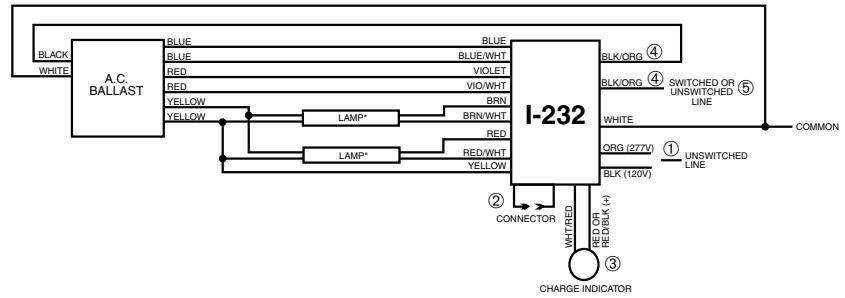 BLACK
WHITE
A.C.
BALLAST
BLUE
BLUE
RED
RED
YELLOW
YELLOW
LAMP*
LAMP*
BLUE
BLUE/WHT
VIOLET
VIO/WHT
BRN
BRN/WHT
RED
RED/WHT
YELLOW
I-232
BLK/ORG ④
BLK/ORG ④ SWITCHED OR
UNSWITCHED ⑤
LINE
WHITE
COMMON
ORG (277V) ① UNSWITCHED
LINE
BLK (120V)
②
CONNECTOR
WHT/RED
RED OR
RED/BLK (+)
③
CHARGE INDICATOR